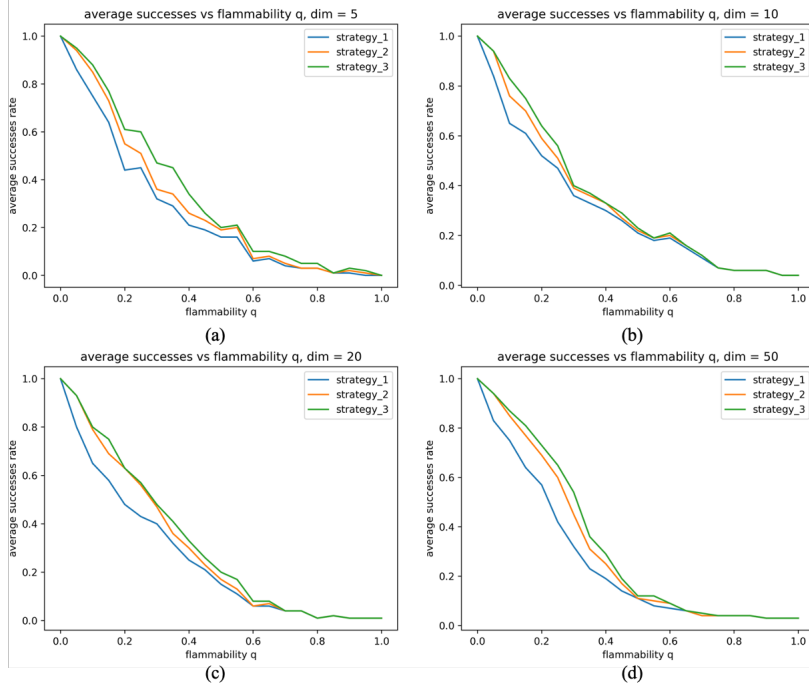 average successes vs flammability q, dim = 5
average successes rate
1.0
0.8
0.6
0.4
0.2
0.0
strategy_1
strategy_2
strategy_3
0.0 0.2 0.4 0.6 0.8 1.0
flammability q
(a)
average successes vs flammability q, dim = 10
average successes rate
1.0
0.8
0.6
0.4
0.2
0.0
strategy_1
strategy_2
strategy_3
0.0 0.2 0.4 0.6 0.8 1.0
flammability q
(b)
average successes vs flammability q, dim = 20
average successes rate
1.0
0.8
0.6
0.4
0.2
0.0
strategy_1
strategy_2
strategy_3
0.0 0.2 0.4 0.6 0.8 1.0
flammability q
(c)
average successes vs flammability q, dim = 50
average successes rate
1.0
0.8
0.6
0.4
0.2
0.0
strategy_1
strategy_2
strategy_3
0.0 0.2 0.4 0.6 0.8 1.0
flammability q
(d)